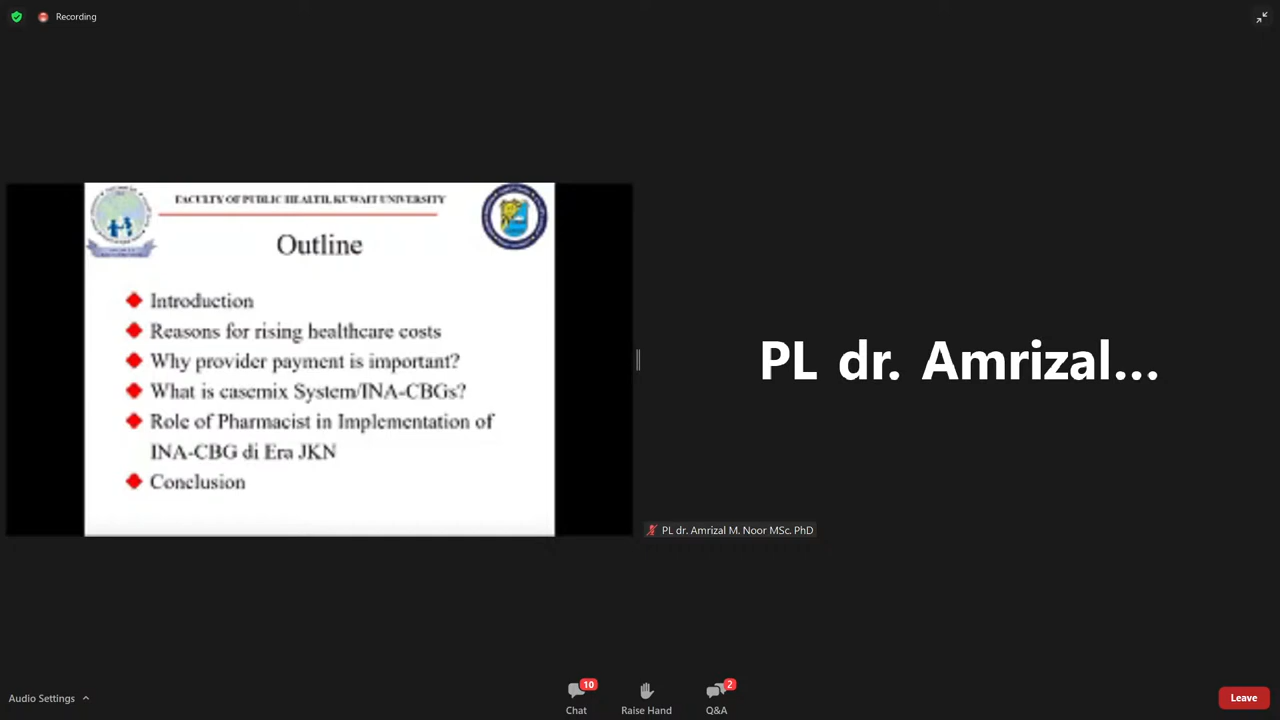 Recording
FACULTY OF PUBLIC HEALTH, KUWAIT UNIVERSITY
Outline
Introduction
Reasons for rising healthcare costs
Why provider payment is important?
What is casemix System/INA-CBGs?
Role of Pharmacist in Implementation of
INA-CBG di Era JKN
Conclusion
PL dr. Amrizal...
PL dr. Amrizal M. Noor MSc. PhD
Audio Settings
10
Chat
Raise Hand
2
Q&A
Leave